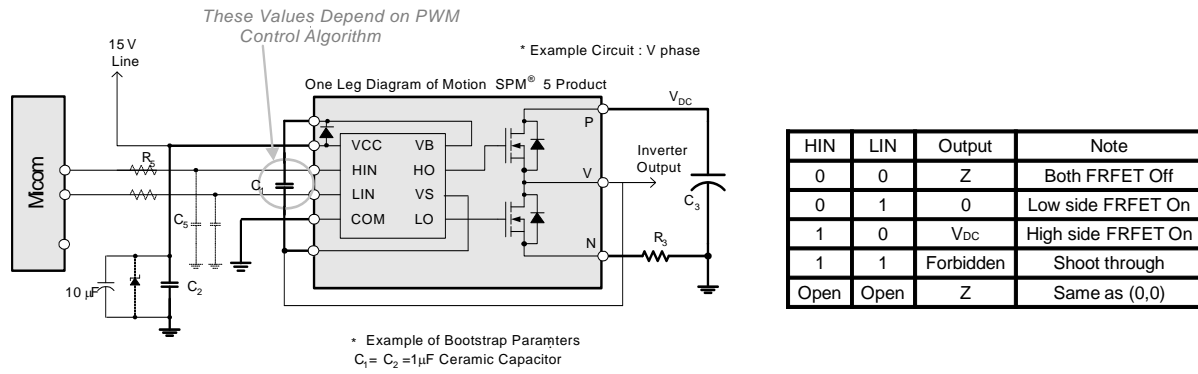 These Values Depend on PWM
Control Algorithm
15 V
Line
* Example Circuit : V phase
One Leg Diagram of Motion SPM® 5 Product
VDC
P
Micom
R5
C1
C5
10 μF
C2
VCC
VB
HIN
HO
LIN
VS
COM
LO
Inverter
Output
V
C3
N
R3
* Example of Bootstrap Paramters
C1= C2 =1μF Ceramic Capacitor
HIN LIN Output Note
0 0 Z Both FRFET Off
0 1 0 Low side FRFET On
1 0 VDC High side FRFET On
1 1 Forbidden Shoot through
Open Open Z Same as (0,0)